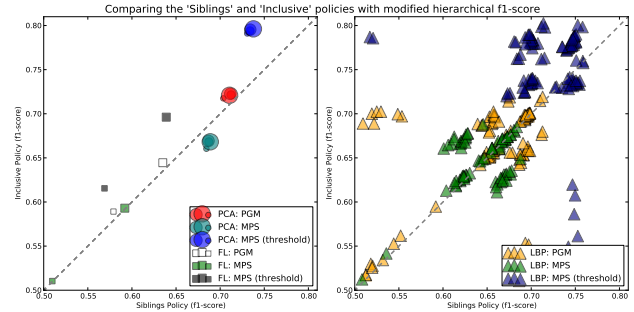 Comparing the 'Siblings' and 'Inclusive' policies with modified hierarchical f1-score
Inclusive Policy (f1-score)
0.80
0.75
0.70
0.65
0.60
0.55
0.50
0.50 0.55 0.60 0.65 0.70 0.75 0.80
Siblings Policy (f1-score)
PCA: PGM
PCA: MPS
PCA: MPS (threshold)
FL: PGM
FL: MPS
FL: MPS (threshold)
Inclusive Policy (f1-score)
0.80
0.75
0.70
0.65
0.60
0.55
0.50
0.50 0.55 0.60 0.65 0.70 0.75 0.80
Siblings Policy (f1-score)
LBP: PGM
LBP: MPS
LBP: MPS (threshold)